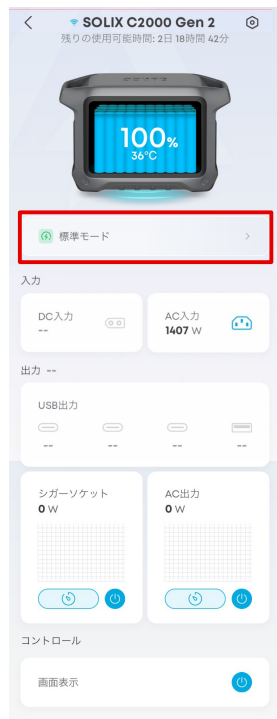 SOLIX C2000 Gen 2
残りの使用可能時間: 2日 18時間 42分
100%
36°C
標準モード
入力
DC入力
--
AC入力
1407 W
出力 --
USB出力
-- -- -- --
シガーソケット
0 W
AC出力
0 W
コントロール
画面表示